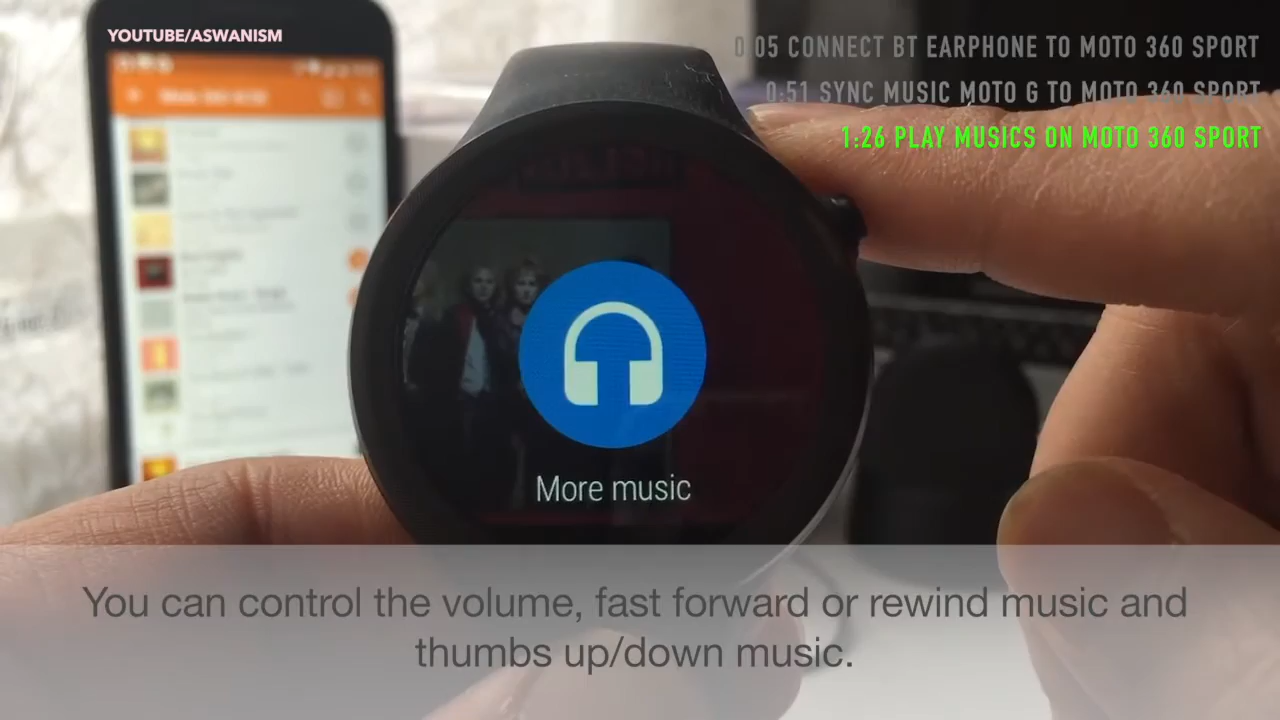 YOUTUBE/ASWANISM
0:05 CONNECT BT EARPHONE TO MOTO 360 SPORT
0:51 SYNC MUSIC MOTO G TO MOTO 360 SPORT
1:26 PLAY MUSICS ON MOTO 360 SPORT
More music
You can control the volume, fast forward or rewind music and
thumbs up/down music.